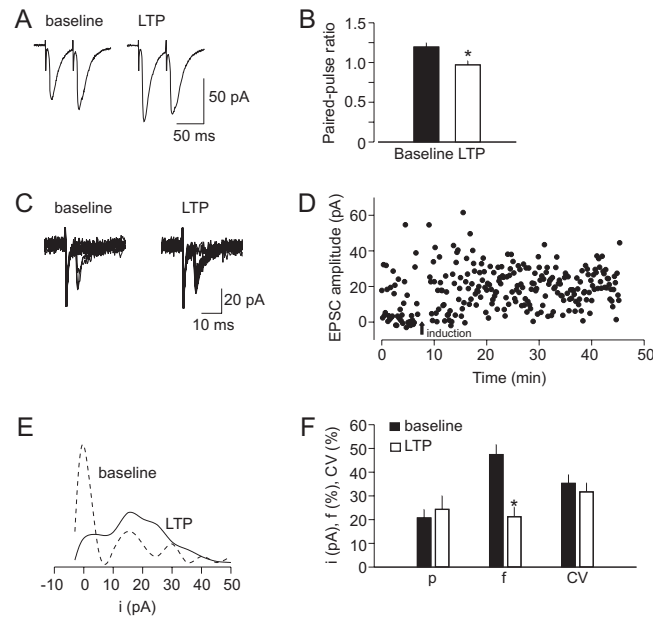 A
baseline
LTP
50 pA
50 ms
B
Paired-pulse ratio
1.5
1.0
0.5
0
*
Baseline LTP
C
baseline
LTP
20 pA
10 ms
D
EPSC amplitude (pA)
60
40
20
0
induction
0 10 20 30 40 50
Time (min)
E
baseline
LTP
-10 0 10 20 30 40 50
i (pA)
F
i (pA), f (%), CV (%)
60
50
40
30
20
10
0
baseline
LTP
*
p f CV